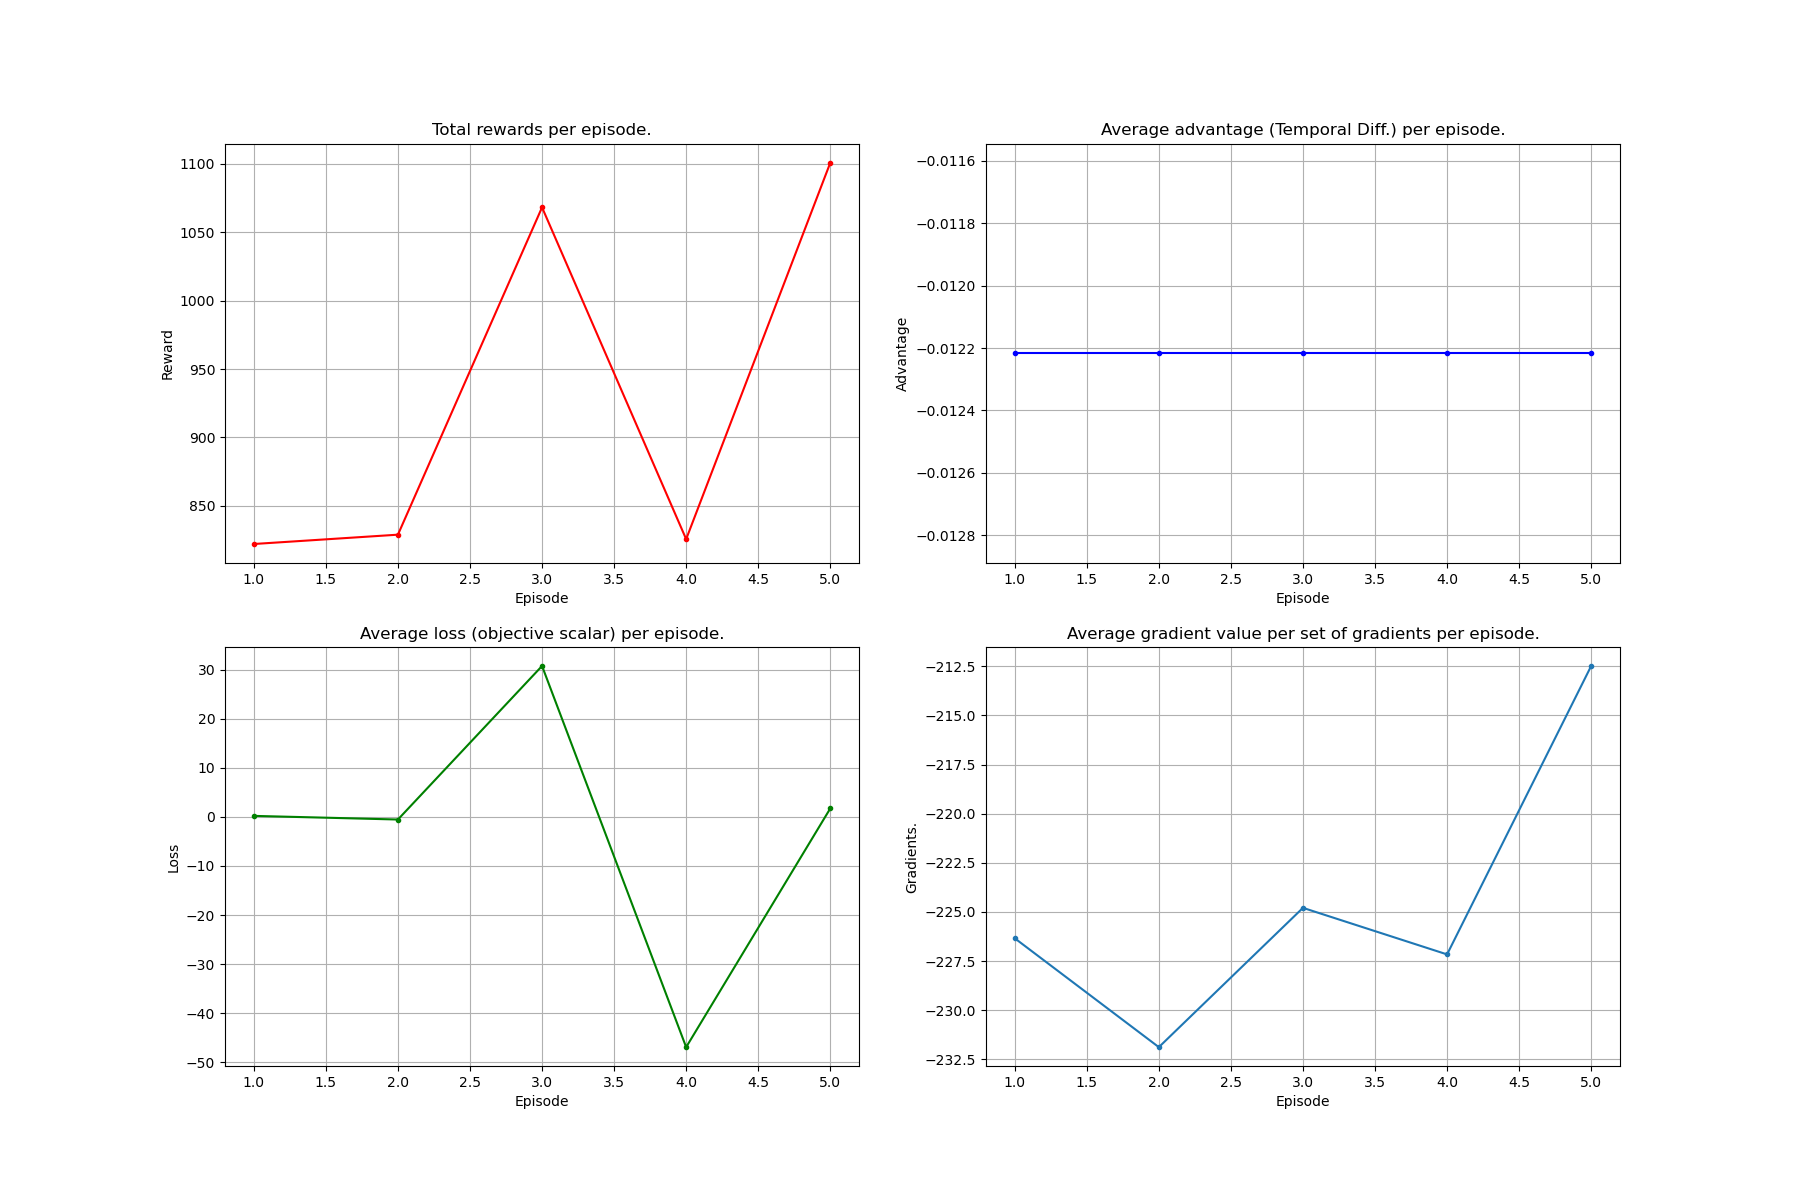 Total rewards per episode.
1100
1050
1000
950
900
850
Reward
1.0 1.5 2.0 2.5 3.0 3.5 4.0 4.5 5.0
Episode
Average advantage (Temporal Diff.) per episode.
−0.0116
−0.0118
−0.0120
−0.0122
−0.0124
−0.0126
−0.0128
Advantage
1.0 1.5 2.0 2.5 3.0 3.5 4.0 4.5 5.0
Episode
Average loss (objective scalar) per episode.
30
20
10
0
−10
−20
−30
−40
−50
Loss
1.0 1.5 2.0 2.5 3.0 3.5 4.0 4.5 5.0
Episode
Average gradient value per set of gradients per episode.
−212.5
−215.0
−217.5
−220.0
−222.5
−225.0
−227.5
−230.0
−232.5
Gradients.
1.0 1.5 2.0 2.5 3.0 3.5 4.0 4.5 5.0
Episode